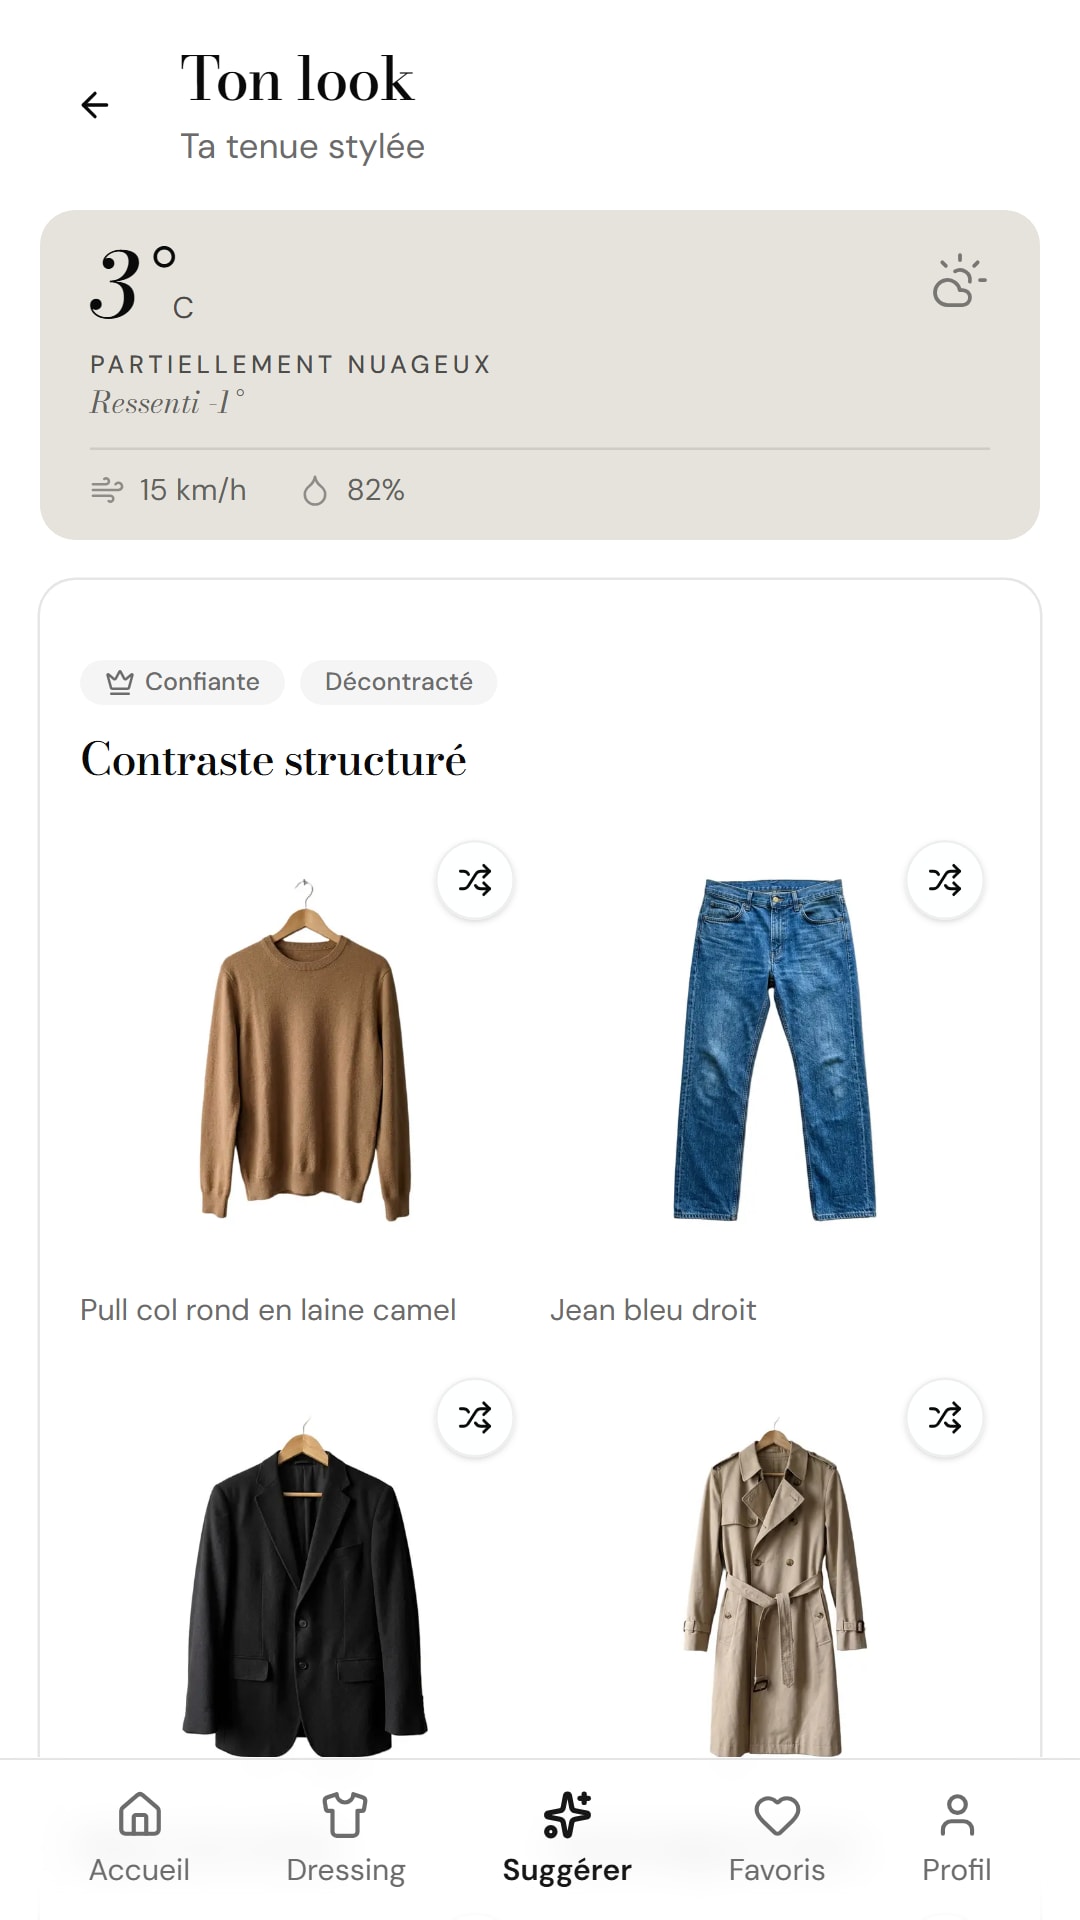 Ton look
Ta tenue stylée
3°
C
PARTIELLEMENT NUAGEUX
Ressenti -1°
15 km/h
82%
Confiante
Décontracté
Contraste structuré
Pull col rond en laine camel
Jean bleu droit
Accueil
Dressing
Suggérer
Favoris
Profil